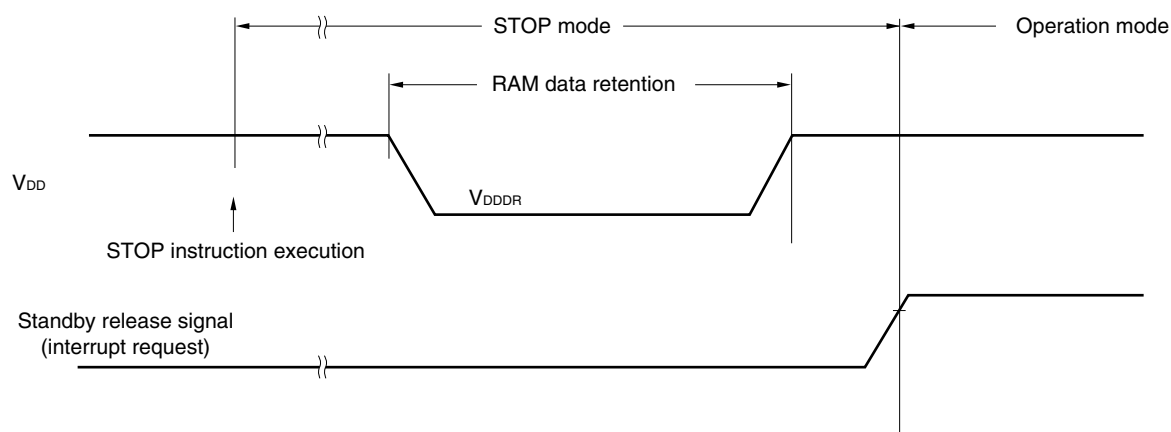 STOP mode
Operation mode
RAM data retention
VDD
VDDDR
STOP instruction execution
Standby release signal
(interrupt request)